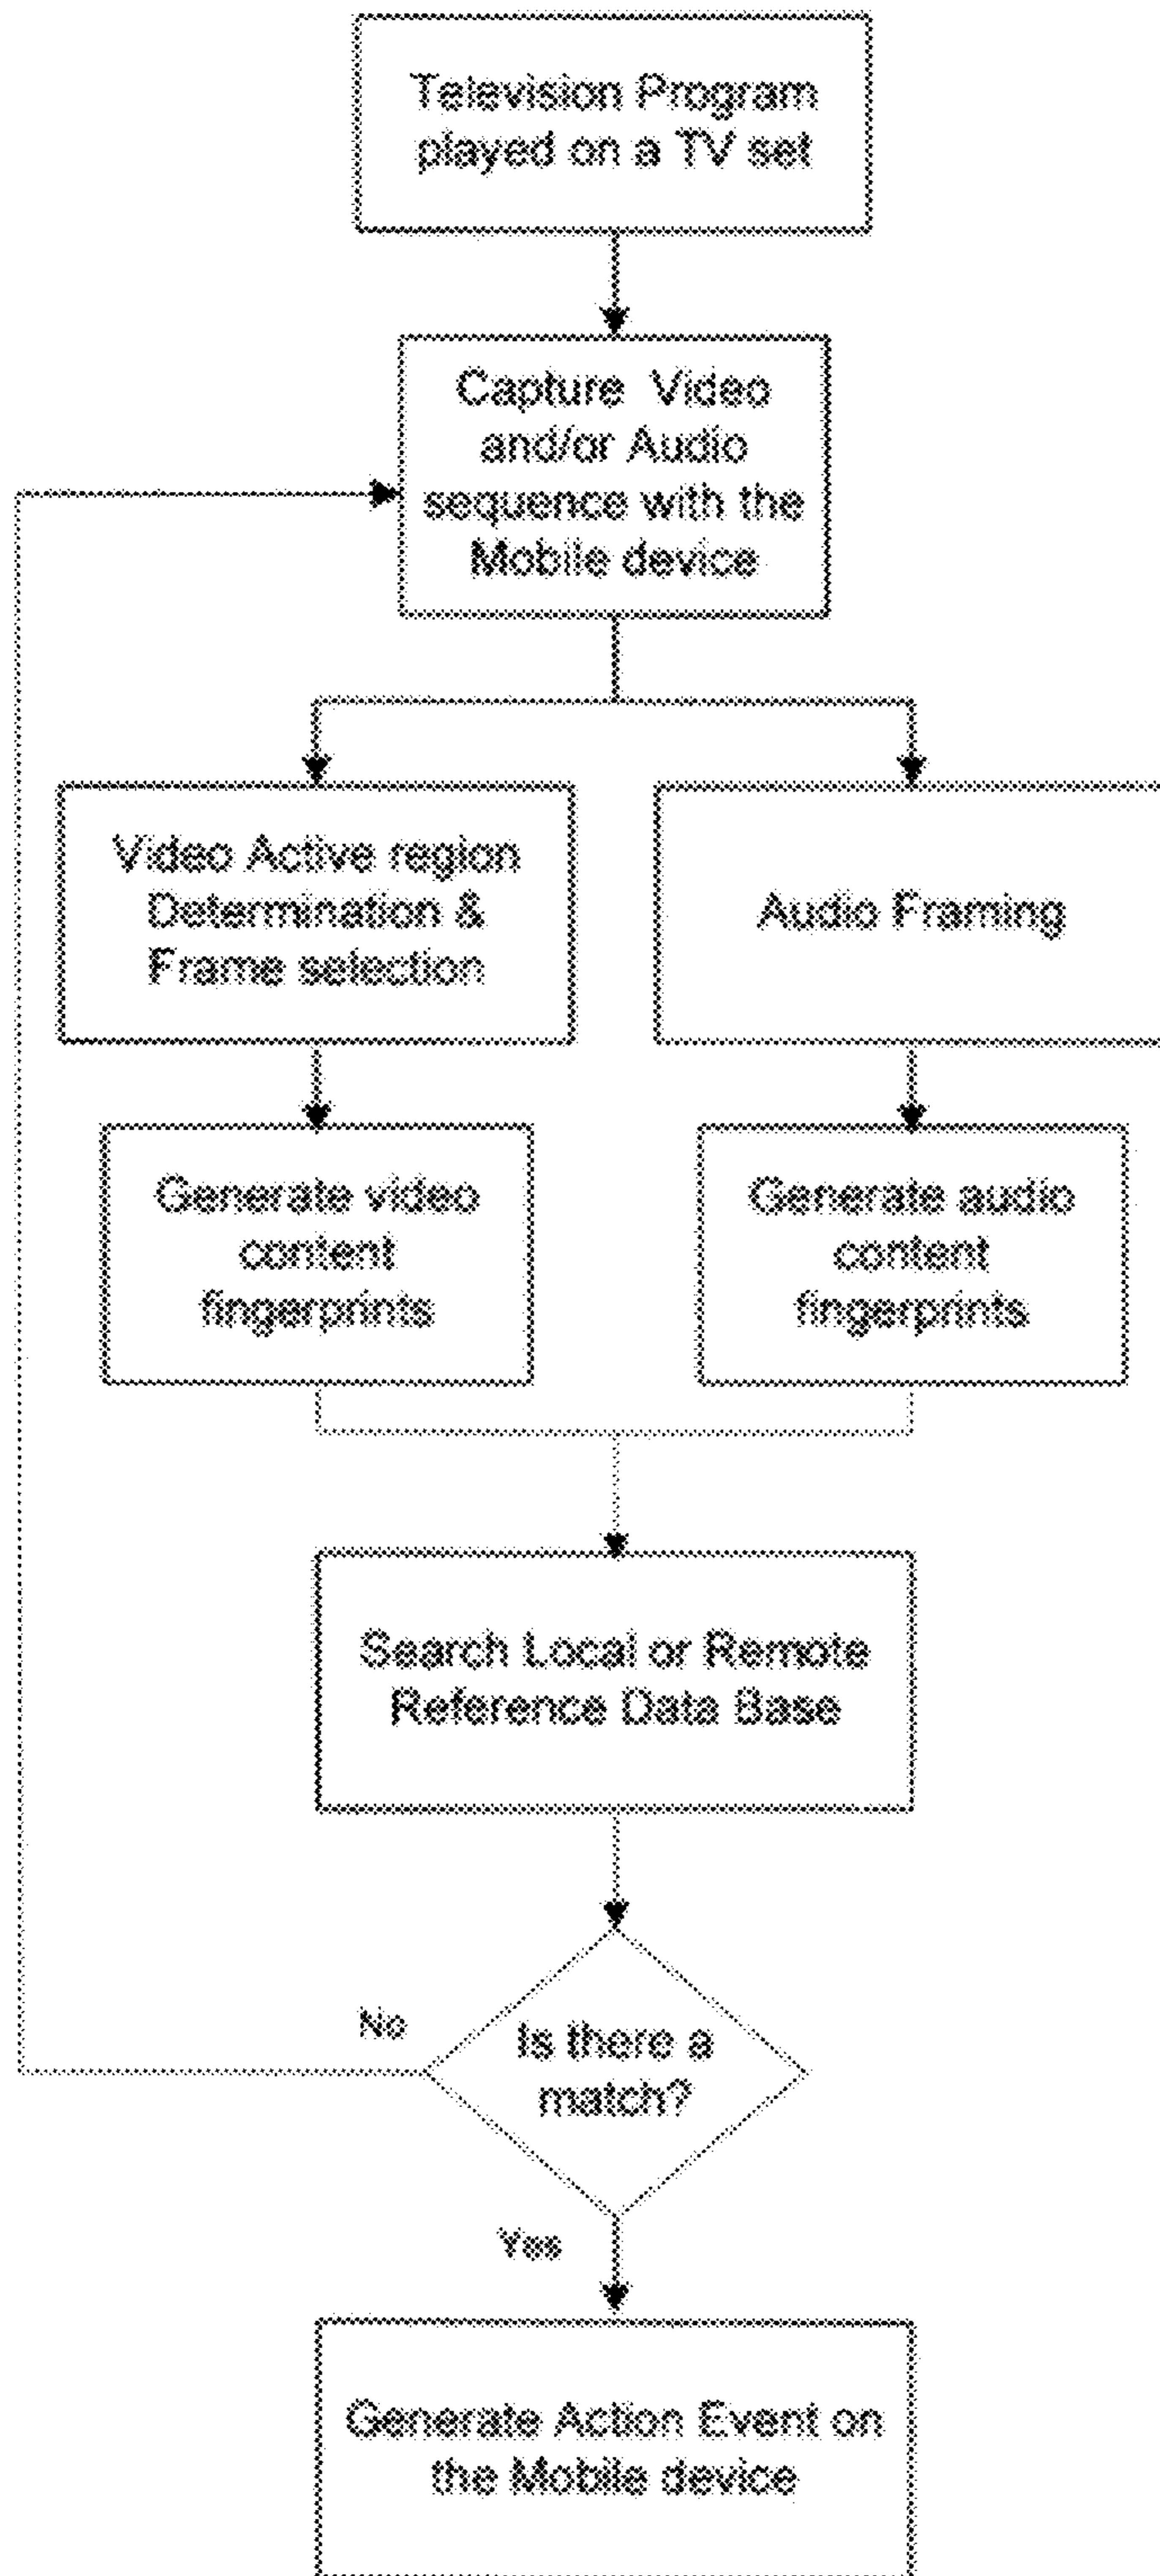 Television Program
played on a TV set
Capture Video
and/or Audio
sequence with the
Mobile device
Video Active region
Determination &
Frame selection
Audio Framing
Generate video
content
fingerprints
Generate audio
content
fingerprints
Search Local or Remote
Reference Data Base
No
Is there a
match?
Yes
Generate Action Event on
the Mobile device